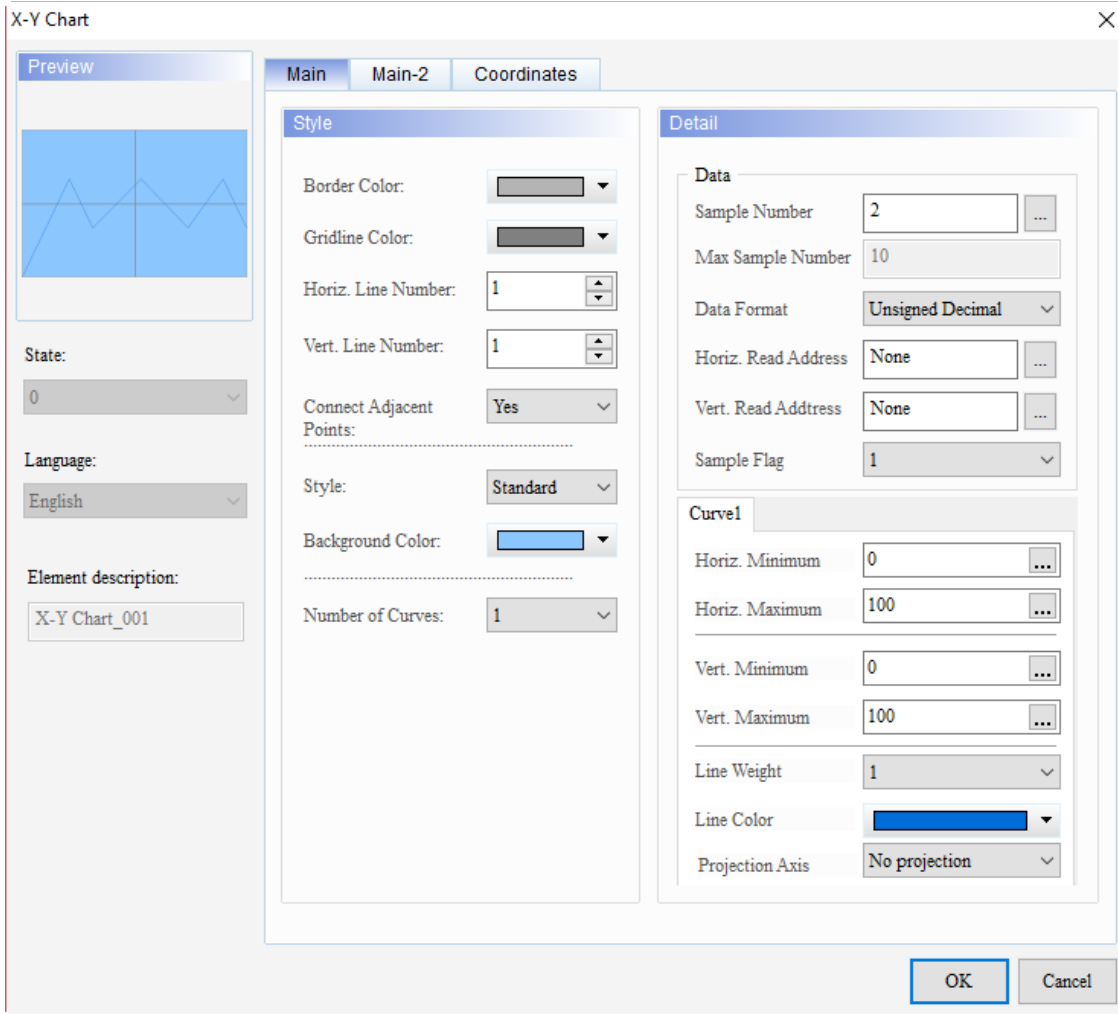 X-Y Chart
Preview
Main Main-2 Coordinates
Style
Border Color:
Gridline Color:
Horiz. Line Number: 1
Vert. Line Number: 1
Connect Adjacent Yes
Points:
Style: Standard
Background Color:
Number of Curves: 1
Detail
Data
Sample Number 2 ...
Max Sample Number 10
Data Format Unsigned Decimal
Horiz. Read Address None ...
Vert. Read Addtress None ...
Sample Flag 1
Curve1
Horiz. Minimum 0 ...
Horiz. Maximum 100 ...
Vert. Minimum 0 ...
Vert. Maximum 100 ...
Line Weight 1
Line Color
Projection Axis No projection
State:
0
Language:
English
Element description:
X-Y Chart_001
OK Cancel